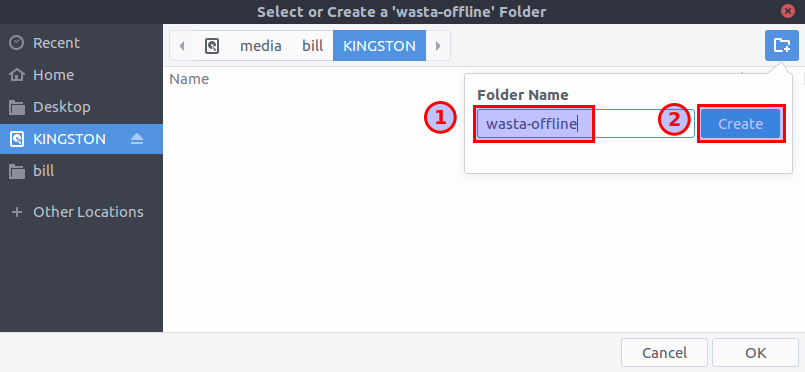 Select or Create a 'wasta-offline' Folder
Recent
Home
Desktop
KINGSTON
bill
Other Locations
media bill KINGSTON
Name
Folder Name
1 wasta-offline 2 Create
Cancel OK